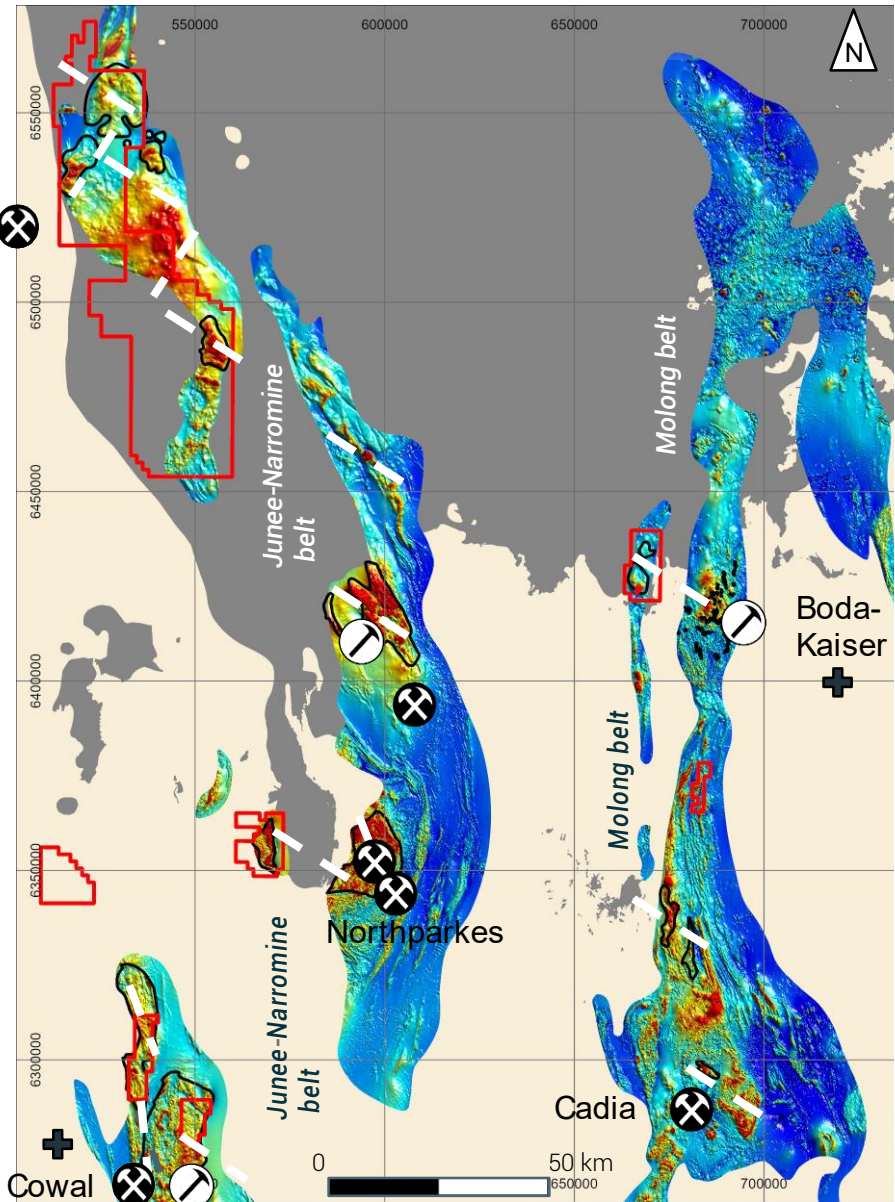 550000
600000
650000
700000
N
6550000
6500000
6450000
6400000
6350000
6300000
Junee-Narromine
belt
Molong belt
Boda-
Kaiser
Molong belt
Northparkes
Junee-Narromine
belt
Cadia
Cowal
0
50 km
650000
700000